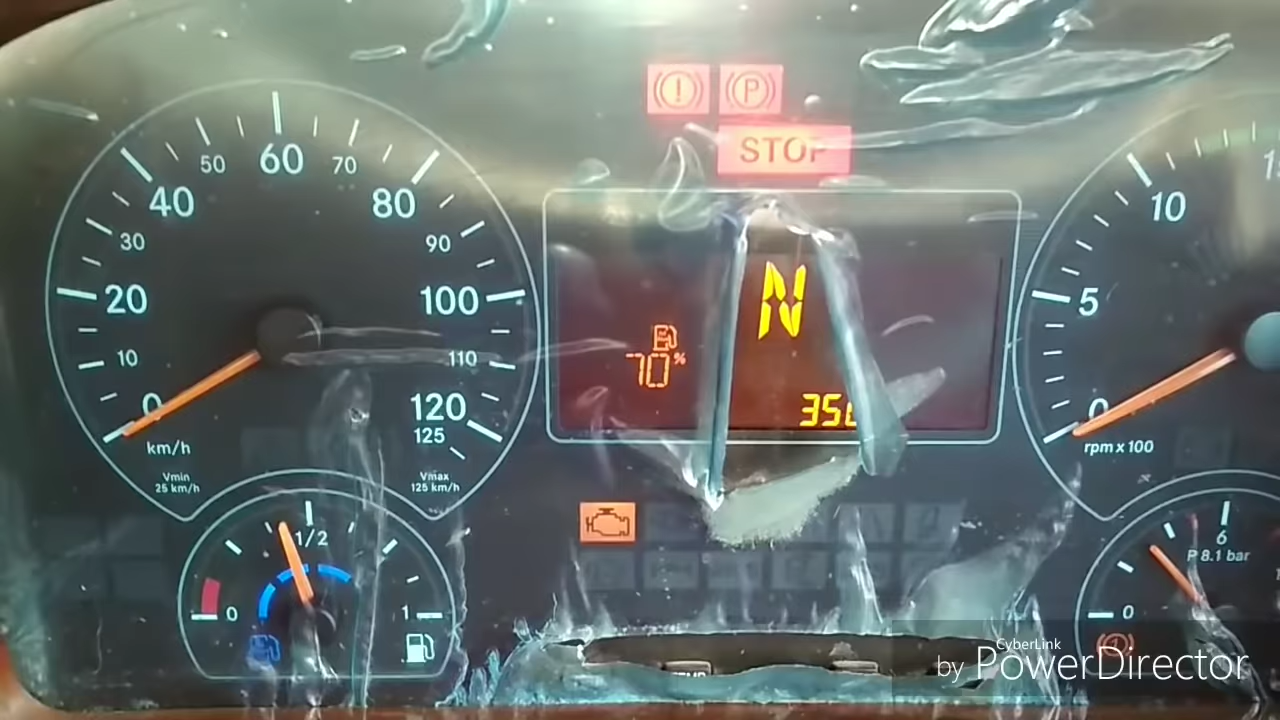 (!) (P)
STOP
50 60 70
40 80
30 90
20 100
10 110
0 120
125
km/h
Vmin
25 km/h
Vmax
125 km/h
N
70%
10
5
0
rpm x 100
1/2
0 1
6
P 8.1 bar
0
CyberLink
by PowerDirector